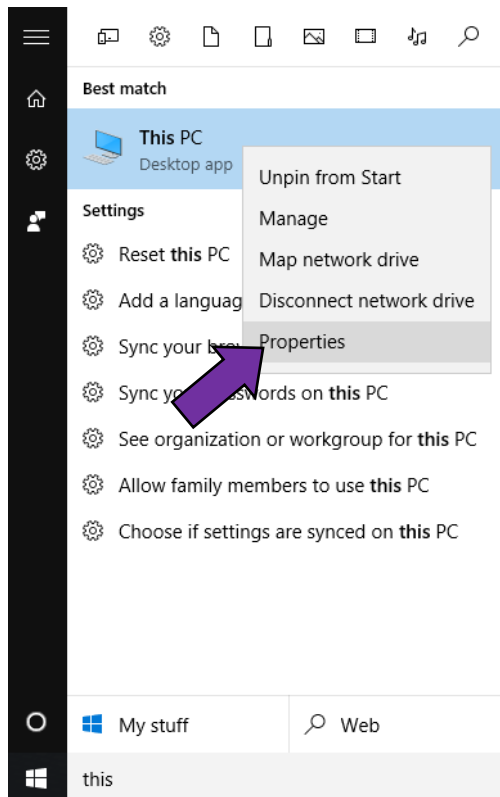 Best match
This PC
Desktop app
Unpin from Start
Manage
Map network drive
Disconnect network drive
Properties
Settings
Reset this PC
Add a languag
Sync your
Sync on this PC
See organization or workgroup for this PC
Allow family members to use this PC
Choose if settings are synced on this PC
My stuff
Web
this